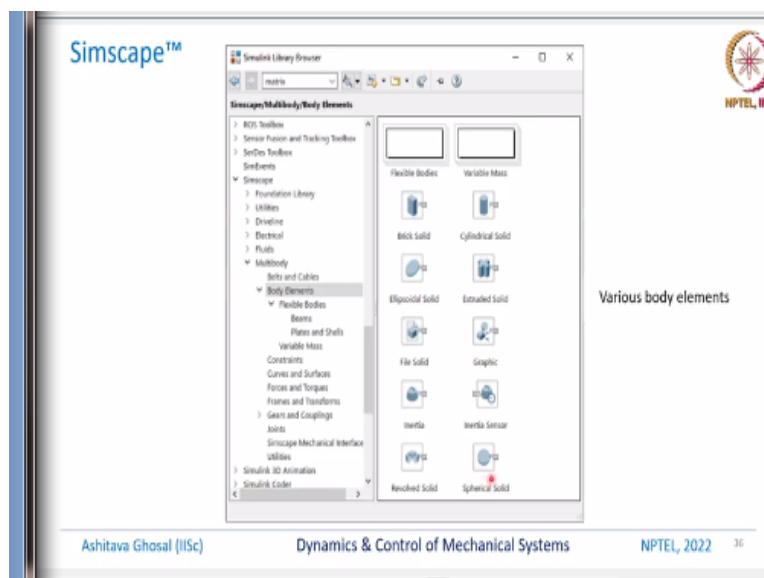 Simscape™
Simulink Library Browser
matrix
Simscape/Multibody/Body Elements
ROS Toolbox
Sensor Fusion and Tracking Toolbox
SerDes Toolbox
SimEvents
Simscape
Foundation Library
Utilities
Driveline
Electrical
Fluids
Multibody
Belts and Cables
Body Elements
Flexible Bodies
Beams
Plates and Shells
Variable Mass
Constraints
Curves and Surfaces
Forces and Torques
Frames and Transforms
Gears and Couplings
Joints
Simscape Mechanical Interface
Utilities
Simulink 3D Animation
Simulink Coder
Flexible Bodies Variable Mass
Brick Solid Cylindrical Solid
Ellipsoidal Solid Extruded Solid
File Solid Graphic
Inertia Inertia Sensor
Revolved Solid Spherical Solid
Various body elements
NPTEL, II
Ashitava Ghosal (IISc) Dynamics & Control of Mechanical Systems NPTEL, 2022 36